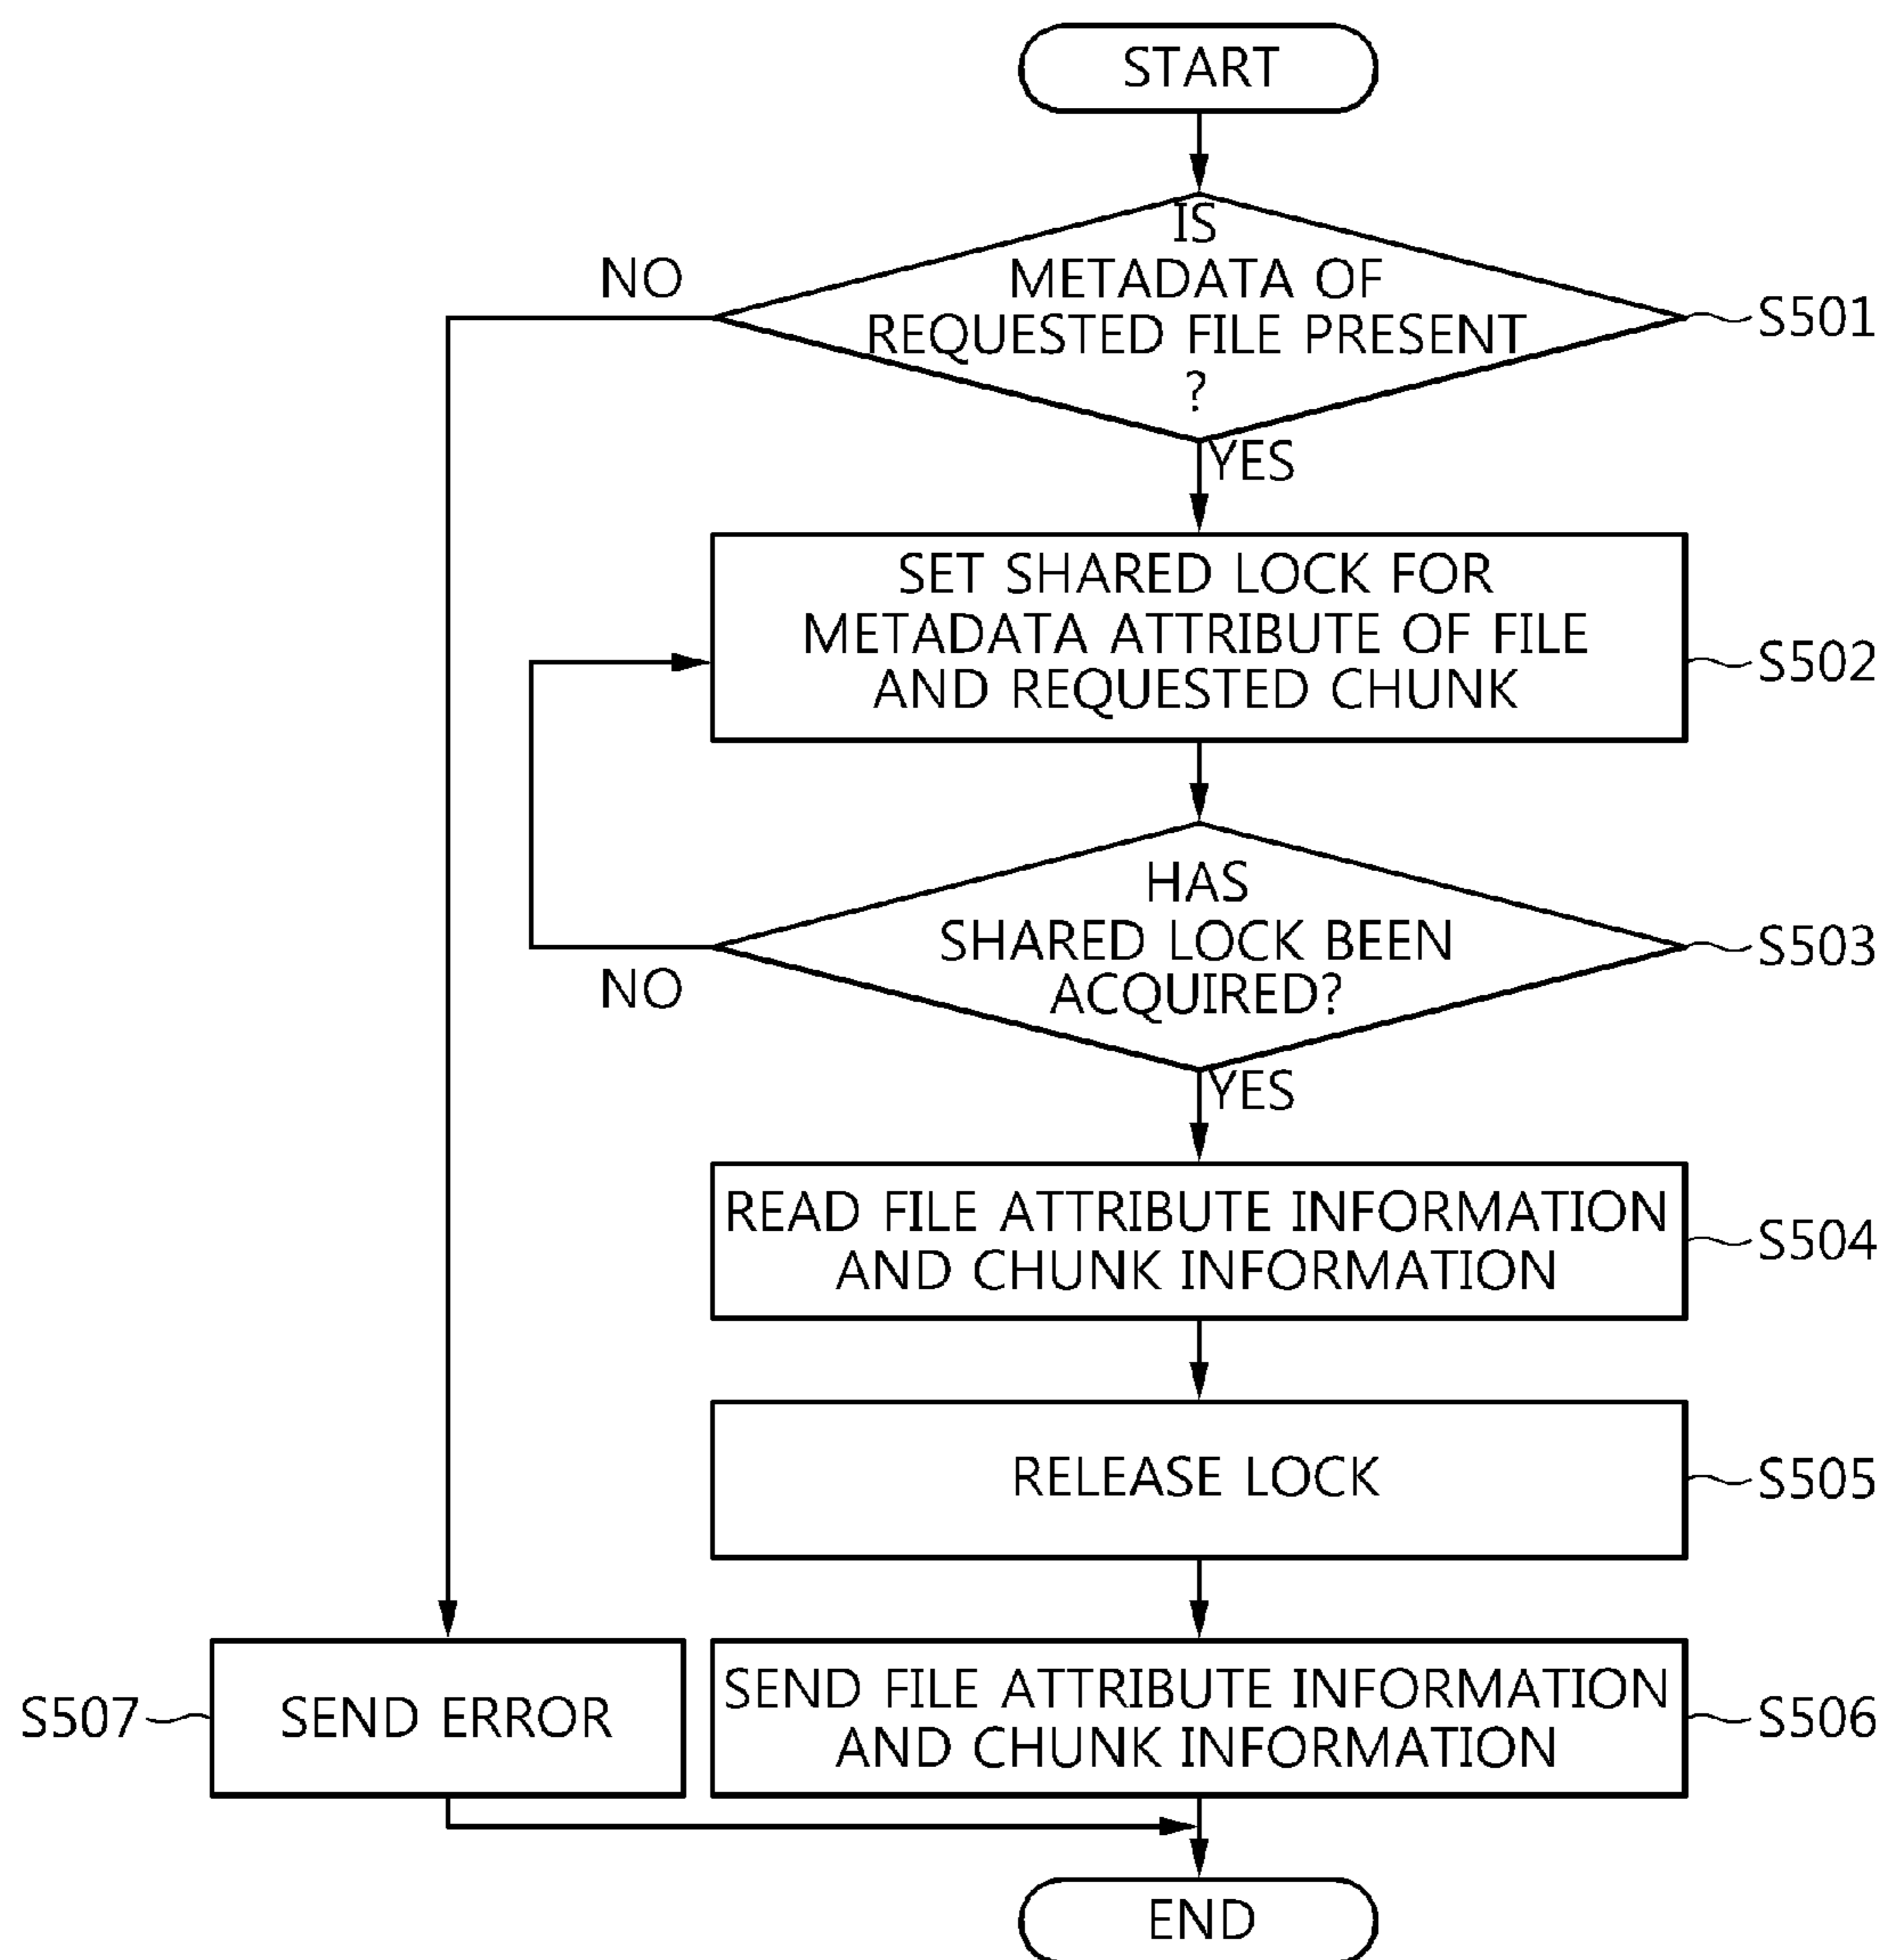 START
IS
METADATA OF
REQUESTED FILE PRESENT
?
NO
S501
YES
SET SHARED LOCK FOR
METADATA ATTRIBUTE OF FILE
AND REQUESTED CHUNK
S502
HAS
SHARED LOCK BEEN
ACQUIRED?
NO
S503
YES
READ FILE ATTRIBUTE INFORMATION
AND CHUNK INFORMATION
S504
RELEASE LOCK
S505
S507
SEND ERROR
SEND FILE ATTRIBUTE INFORMATION
AND CHUNK INFORMATION
S506
END